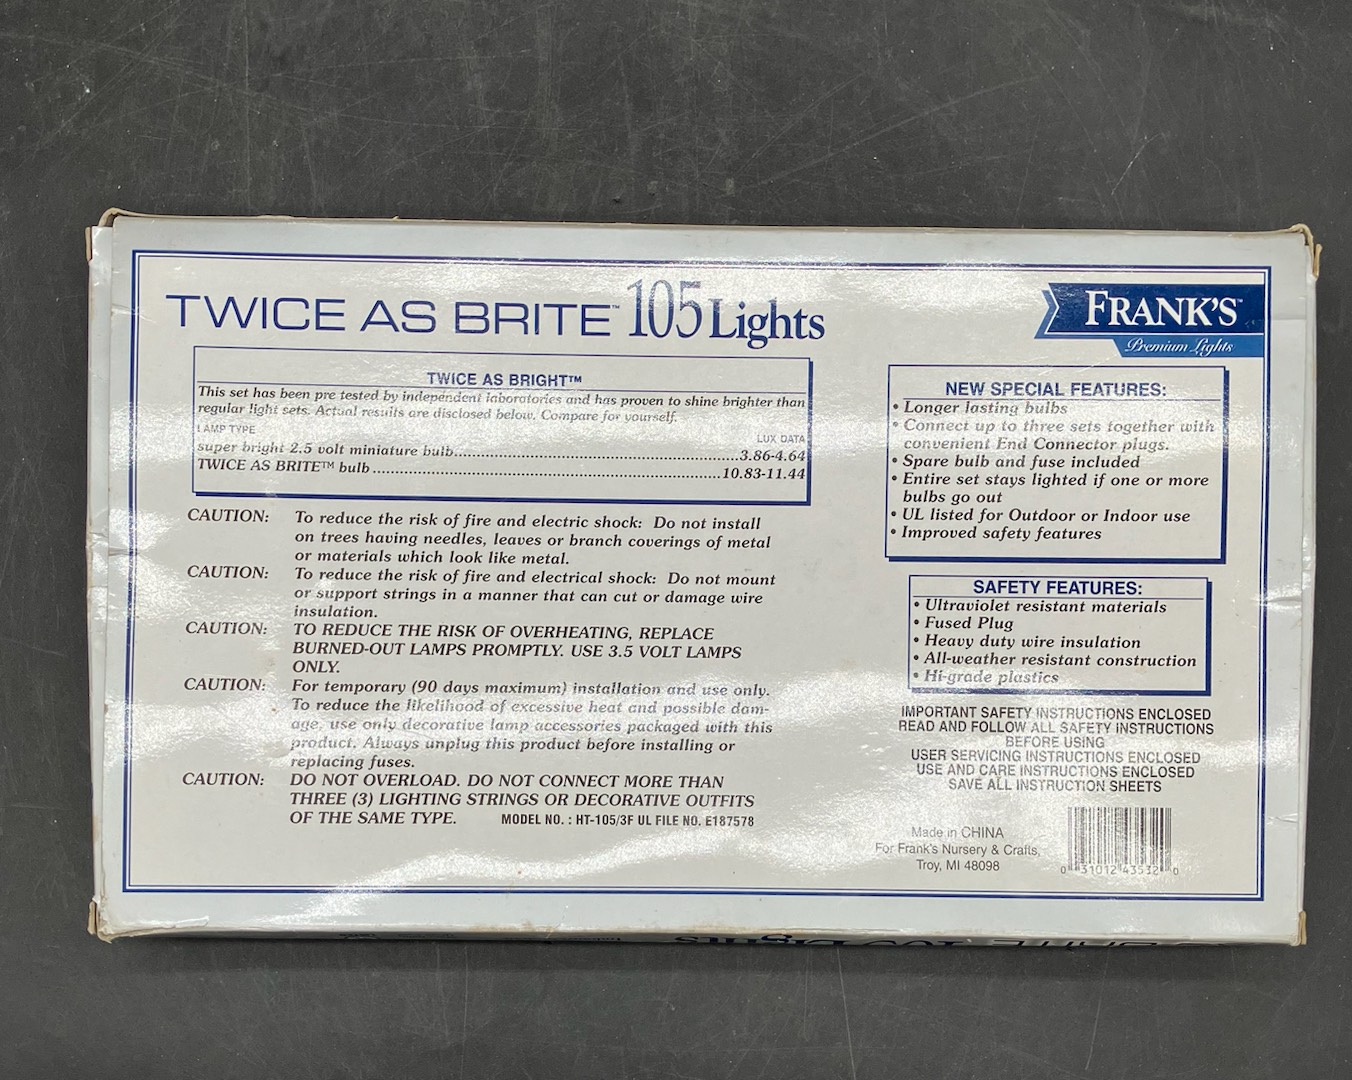 TWICE AS BRITE™ 105 Lights
FRANK'S™
Premium Lights
TWICE AS BRIGHT™
This set has been pre tested by independent laboratories and has proven to shine brighter than
regular light sets. Actual results are disclosed below. Compare for yourself.
LAMP TYPE LUX DATA
super bright 2.5 volt miniature bulb 3.86-4.64
TWICE AS BRITE™ bulb 10.83-11.44
CAUTION: To reduce the risk of fire and electric shock: Do not install
on trees having needles, leaves or branch coverings of metal
or materials which look like metal.
CAUTION: To reduce the risk of fire and electrical shock: Do not mount
or support strings in a manner that can cut or damage wire
insulation.
CAUTION: TO REDUCE THE RISK OF OVERHEATING, REPLACE
BURNED-OUT LAMPS PROMPTLY. USE 3.5 VOLT LAMPS
ONLY.
CAUTION: For temporary (90 days maximum) installation and use only.
To reduce the likelihood of excessive heat and possible dam-
age, use only decorative lamp accessories packaged with this
product. Always unplug this product before installing or
replacing fuses.
CAUTION: DO NOT OVERLOAD. DO NOT CONNECT MORE THAN
THREE (3) LIGHTING STRINGS OR DECORATIVE OUTFITS
OF THE SAME TYPE. MODEL NO. : HT-105/3F UL FILE NO. E187578
NEW SPECIAL FEATURES:
• Longer lasting bulbs
• Connect up to three sets together with
convenient End Connector plugs.
• Spare bulb and fuse included
• Entire set stays lighted if one or more
bulbs go out
• UL listed for Outdoor or Indoor use
• Improved safety features
SAFETY FEATURES:
• Ultraviolet resistant materials
• Fused Plug
• Heavy duty wire insulation
• All-weather resistant construction
• Hi-grade plastics
IMPORTANT SAFETY INSTRUCTIONS ENCLOSED
READ AND FOLLOW ALL SAFETY INSTRUCTIONS
BEFORE USING
USER SERVICING INSTRUCTIONS ENCLOSED
USE AND CARE INSTRUCTIONS ENCLOSED
SAVE ALL INSTRUCTION SHEETS
Made in CHINA
For Frank's Nursery & Crafts,
Troy, MI 48098
0 31012 43532 0